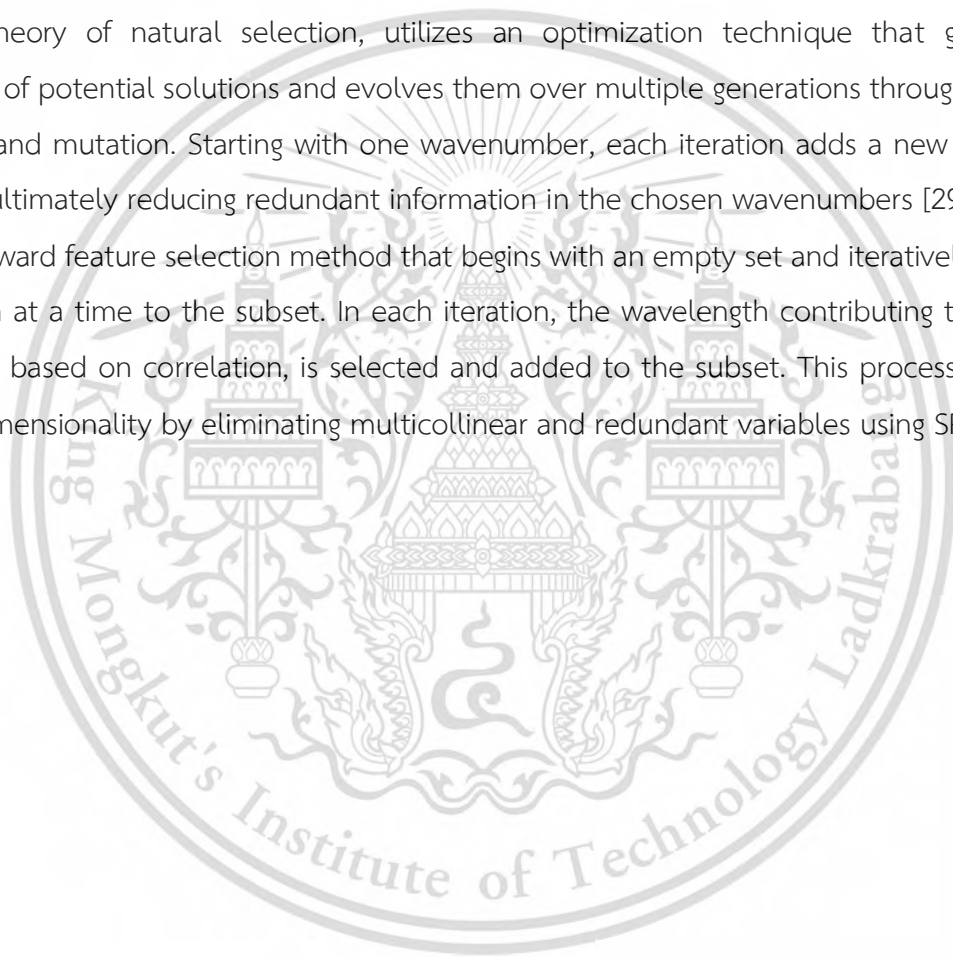 heory of natural selection, utilizes an optimization technique that g
of potential solutions and evolves them over multiple generations throug
and mutation. Starting with one wavenumber, each iteration adds a new
ultimately reducing redundant information in the chosen wavenumbers [29
ward feature selection method that begins with an empty set and iterativel
at a time to the subset. In each iteration, the wavelength contributing t
based on correlation, is selected and added to the subset. This process
mensionality by eliminating multicollinear and redundant variables using S
King Mongkut's Institute of Technology Ladkrabang